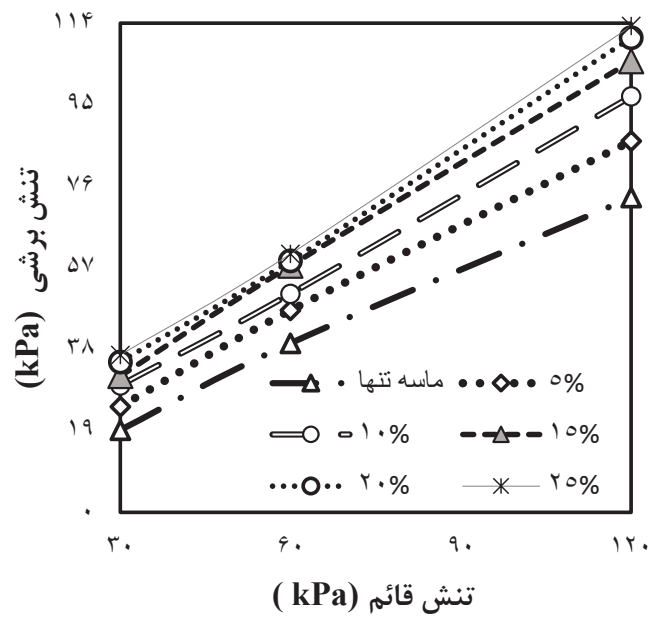 ۱۱۴
۹۵
۷۶
۵۷
۳۸
۱۹
۰
تنش برشی
(kPa)
ماسه تنها ۵%
۱۰% ۱۵%
۲۰% ۲۵%
۳۰ ۶۰ ۹۰ ۱۲۰
تنش قائم (kPa )